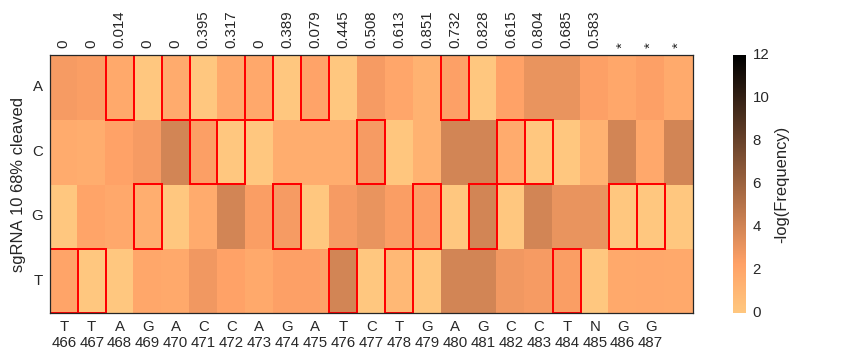 0 0 0.014 0 0 0.395 0.317 0 0.389 0.079 0.445 0.508 0.613 0.851 0.732 0.828 0.615 0.804 0.685 0.583 * * *
sgRNA 10 68% cleaved
A
C
G
T
T T A G A C C A G A T C T G A G C C T N G G
466 467 468 469 470 471 472 473 474 475 476 477 478 479 480 481 482 483 484 485 486 487
12
10
8
6
4
2
0
-log(Frequency)